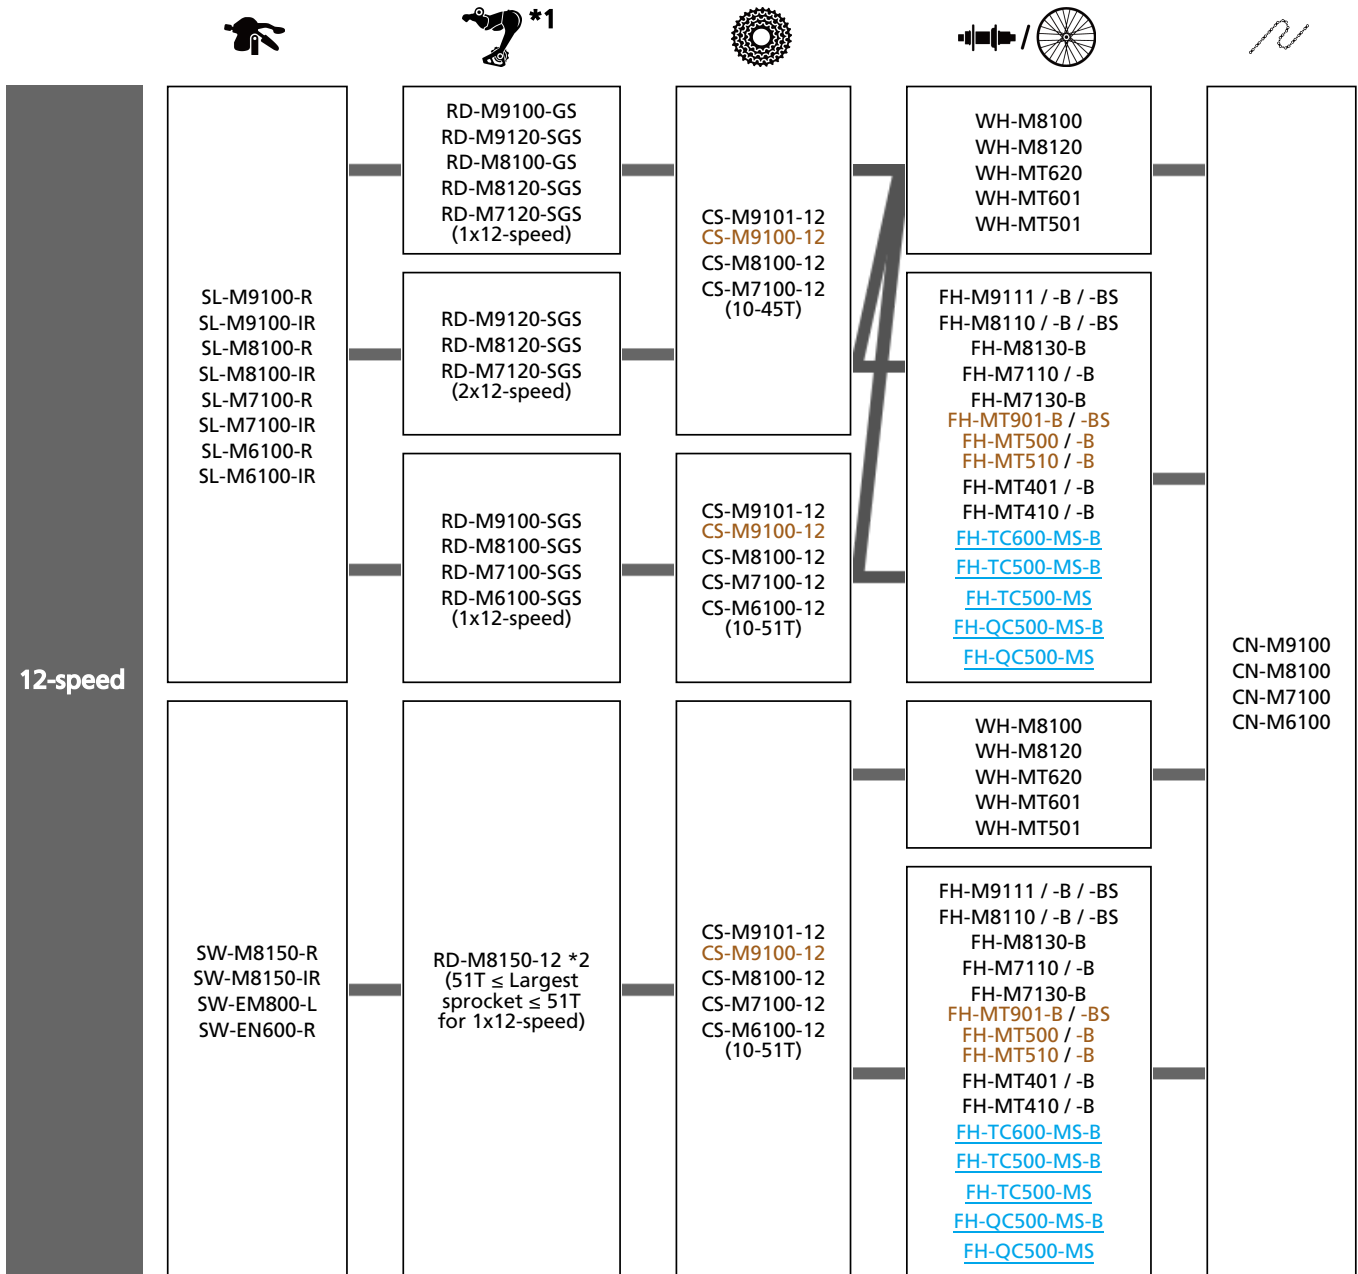 *1
/
12-speed
SL-M9100-R
SL-M9100-IR
SL-M8100-R
SL-M8100-IR
SL-M7100-R
SL-M7100-IR
SL-M6100-R
SL-M6100-IR
RD-M9100-GS
RD-M9120-SGS
RD-M8100-GS
RD-M8120-SGS
RD-M7120-SGS
(1x12-speed)
RD-M9120-SGS
RD-M8120-SGS
RD-M7120-SGS
(2x12-speed)
RD-M9100-SGS
RD-M8100-SGS
RD-M7100-SGS
RD-M6100-SGS
(1x12-speed)
CS-M9101-12
CS-M9100-12
CS-M8100-12
CS-M7100-12
(10-45T)
CS-M9101-12
CS-M9100-12
CS-M8100-12
CS-M7100-12
CS-M6100-12
(10-51T)
WH-M8100
WH-M8120
WH-MT620
WH-MT601
WH-MT501
FH-M9111 / -B / -BS
FH-M8110 / -B / -BS
FH-M8130-B
FH-M7110 / -B
FH-M7130-B
FH-MT901-B / -BS
FH-MT500 / -B
FH-MT510 / -B
FH-MT401 / -B
FH-MT410 / -B
FH-TC600-MS-B
FH-TC500-MS-B
FH-TC500-MS
FH-QC500-MS-B
FH-QC500-MS
SW-M8150-R
SW-M8150-IR
SW-EM800-L
SW-EN600-R
RD-M8150-12 *2
(51T ≤ Largest
sprocket ≤ 51T
for 1x12-speed)
CS-M9101-12
CS-M9100-12
CS-M8100-12
CS-M7100-12
CS-M6100-12
(10-51T)
WH-M8100
WH-M8120
WH-MT620
WH-MT601
WH-MT501
FH-M9111 / -B / -BS
FH-M8110 / -B / -BS
FH-M8130-B
FH-M7110 / -B
FH-M7130-B
FH-MT901-B / -BS
FH-MT500 / -B
FH-MT510 / -B
FH-MT401 / -B
FH-MT410 / -B
FH-TC600-MS-B
FH-TC500-MS-B
FH-TC500-MS
FH-QC500-MS-B
FH-QC500-MS
CN-M9100
CN-M8100
CN-M7100
CN-M6100